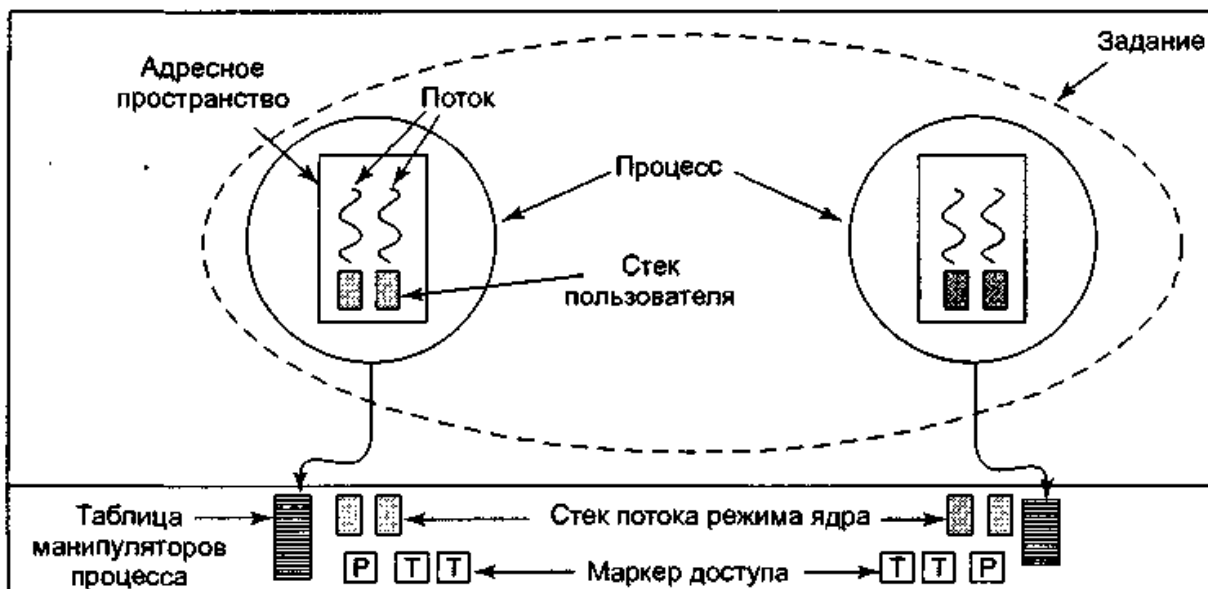 Задание
Адресное
пространство
Поток
Процесс
Стек
пользователя
Таблица
манипуляторов
процесса
Стек потока режима ядра
P T T
Маркер доступа
T T P